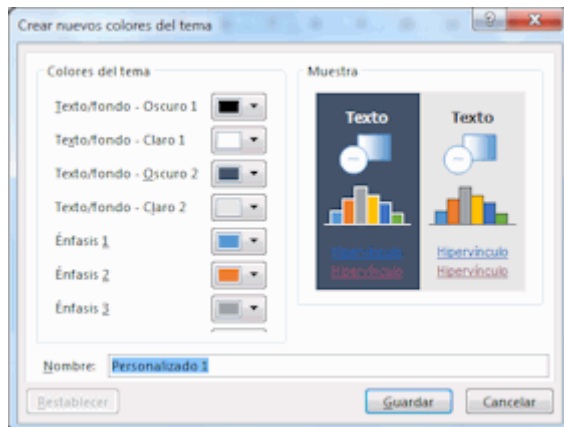 Crear nuevos colores del tema
Colores del tema
Muestra
Texto/fondo - Oscuro 1
Texto/fondo - Claro 1
Texto/fondo - Oscuro 2
Texto/fondo - Claro 2
Énfasis 1
Énfasis 2
Énfasis 3
Texto
Texto
Hipervínculo
Hipervínculo
Hipervínculo
Hipervínculo
Nombre: Personalizado 1
Restablecer
Guardar
Cancelar